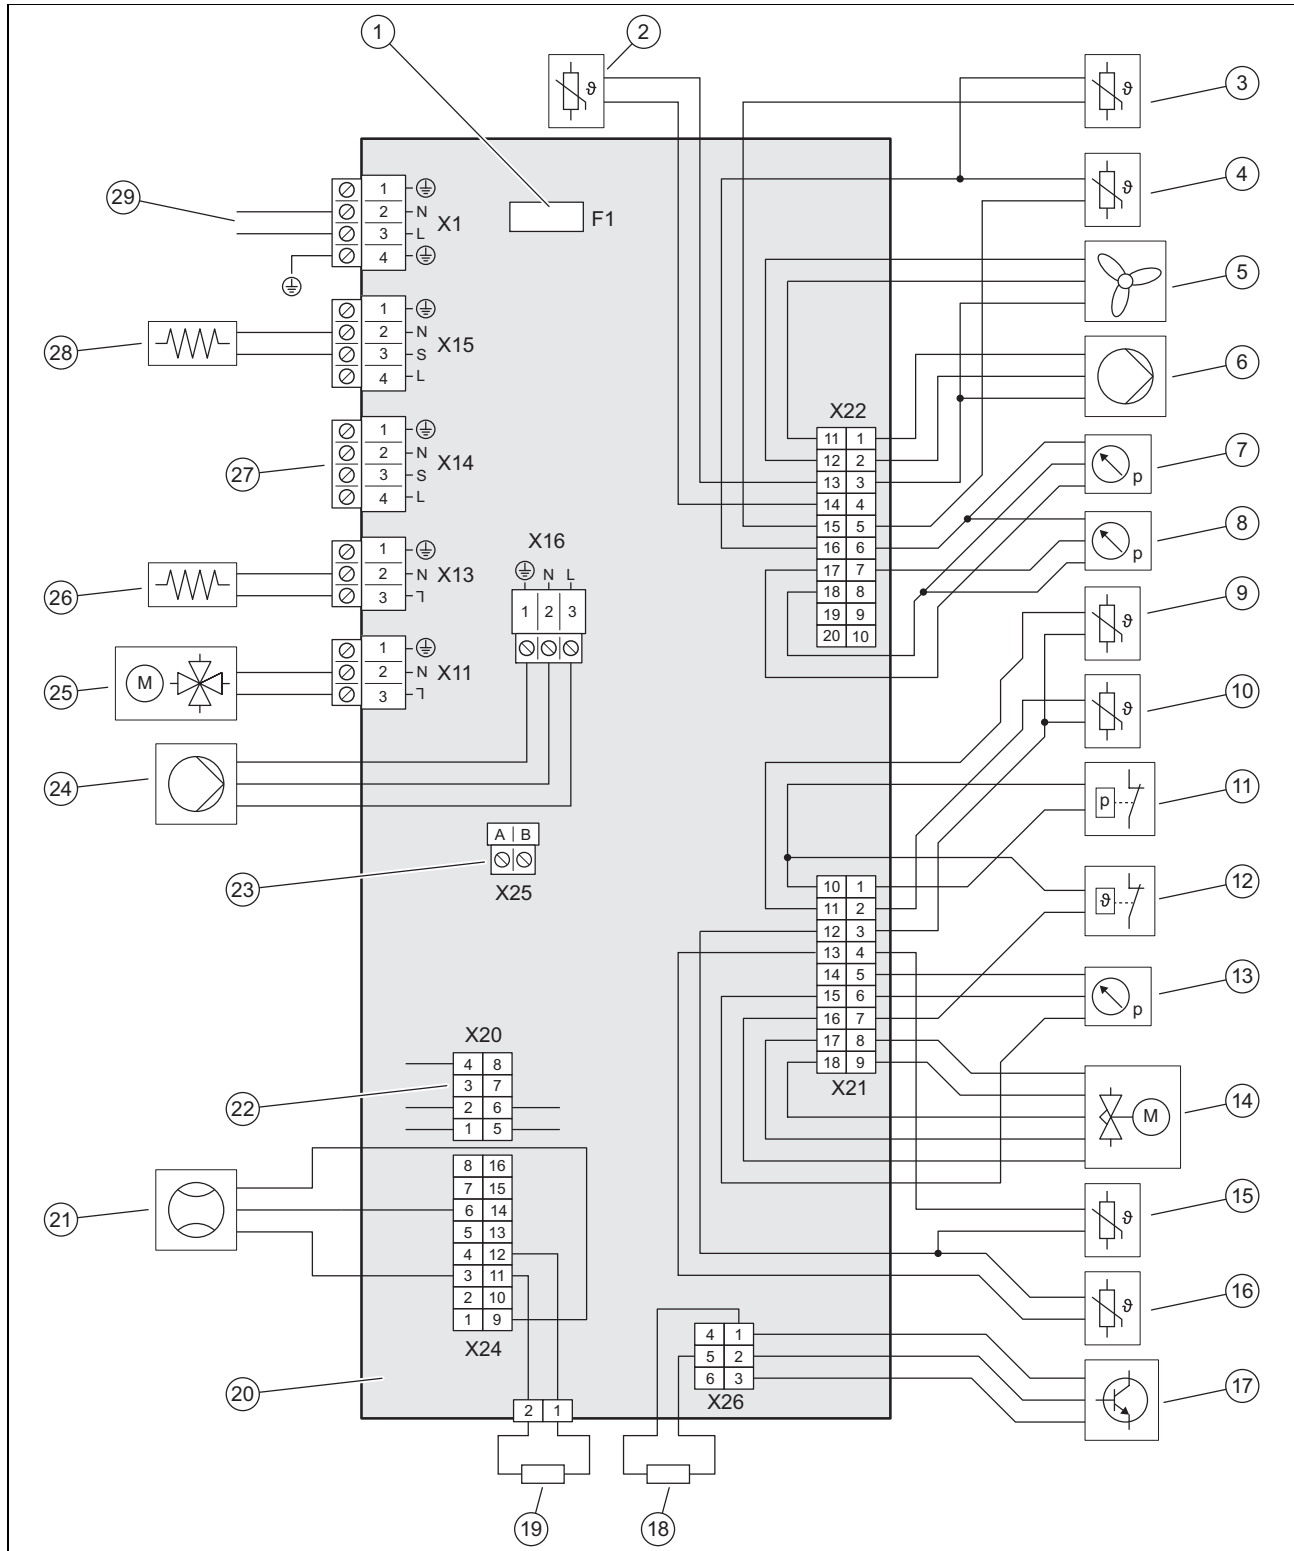 1
2
3
4
5
6
7
8
9
10
11
12
13
14
15
16
17
18
19
20
21
22
23
24
25
26
27
28
29
ϑ
ϑ
ϑ
F1
1
2 N
3 L
4
X1
1
2 N
3 S
4 L
X15
1
2 N
3 S
4 L
X14
1
2 N
3 L
X13
1
2 N
3 L
X11
M
X16
N L
1 2 3
A B
X25
X22
11 1
12 2
13 3
14 4
15 5
16 6
17 7
18 8
19 9
20 10
p
p
ϑ
ϑ
p
ϑ
p
M
ϑ
ϑ
10 1
11 2
12 3
13 4
14 5
15 6
16 7
17 8
18 9
X21
X20
4 8
3 7
2 6
1 5
8 16
7 15
6 14
5 13
4 12
3 11
2 10
1 9
X24
4 1
5 2
6 3
X26
2 1